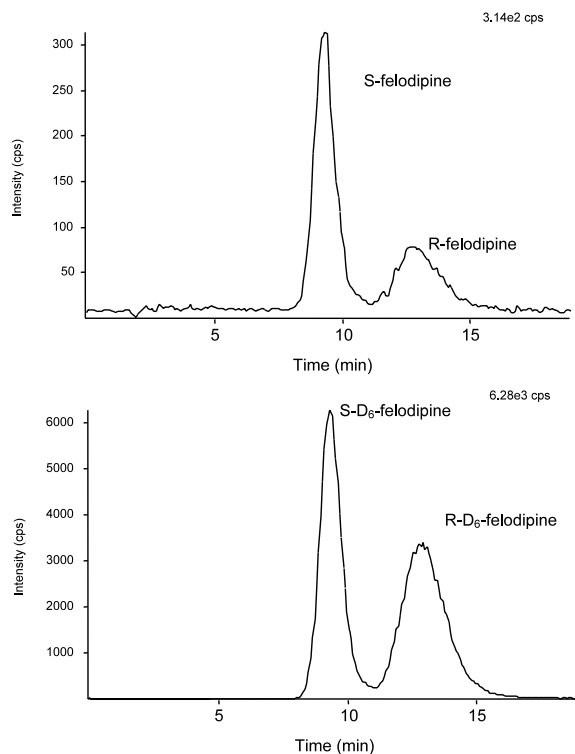 3.14e2 cps
300
250
200
150
100
50
Intensity (cps)
S-felodipine
R-felodipine
5 10 15
Time (min)
6.28e3 cps
6000
5000
4000
3000
2000
1000
Intensity (cps)
S-D6-felodipine
R-D6-felodipine
5 10 15
Time (min)